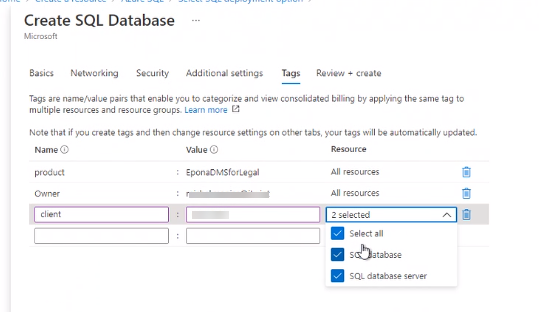 Home > Create a resource > Azure SQL > Select SQL deployment option >
Create SQL Database ...
Microsoft
Basics Networking Security Additional settings Tags Review + create
Tags are name/value pairs that enable you to categorize and view consolidated billing by applying the same tag to
multiple resources and resource groups. Learn more
Note that if you create tags and then change resource settings on other tabs, your tags will be automatically updated.
Name Value Resource
product : EponaDMSforLegal All resources
Owner : All resources
client : 2 selected
:
Select all
SQL database
SQL database server